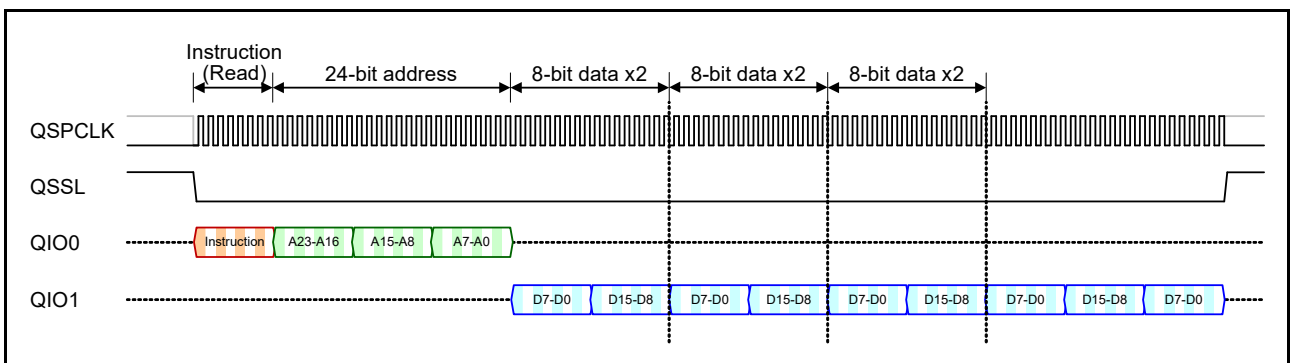 Instruction
(Read)
24-bit address
8-bit data x2
8-bit data x2
8-bit data x2
QSPCLK
QSSL
QIO0
Instruction
A23-A16
A15-A8
A7-A0
QIO1
D7-D0
D15-D8
D7-D0
D15-D8
D7-D0
D15-D8
D7-D0
D15-D8
D7-D0